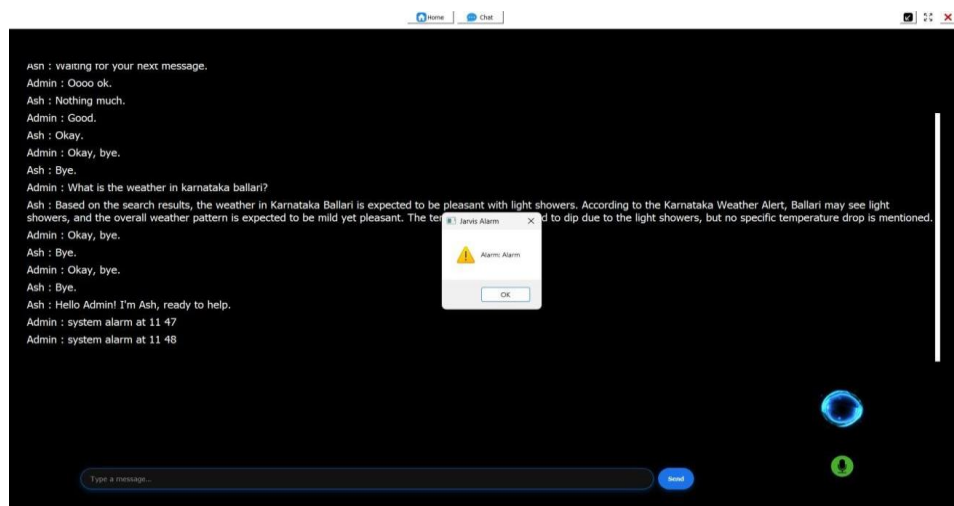 Home Chat
Ash : Waiting for your next message.
Admin : Oooo ok.
Ash : Nothing much.
Admin : Good.
Ash : Okay.
Admin : Okay, bye.
Ash : Bye.
Admin : What is the weather in karnataka ballari?
Ash : Based on the search results, the weather in Karnataka Ballari is expected to be pleasant with light showers. According to the Karnataka Weather Alert, Ballari may see light
showers, and the overall weather pattern is expected to be mild yet pleasant. The d to dip due to the light showers, but no specific temperature drop is mentioned.
Jarvis Alarm
Alarm: Alarm
OK
Admin : Okay, bye.
Ash : Bye.
Admin : Okay, bye.
Ash : Bye.
Ash : Hello Admin! I'm Ash, ready to help.
Admin : system alarm at 11 47
Admin : system alarm at 11 48
Type a message...
Send